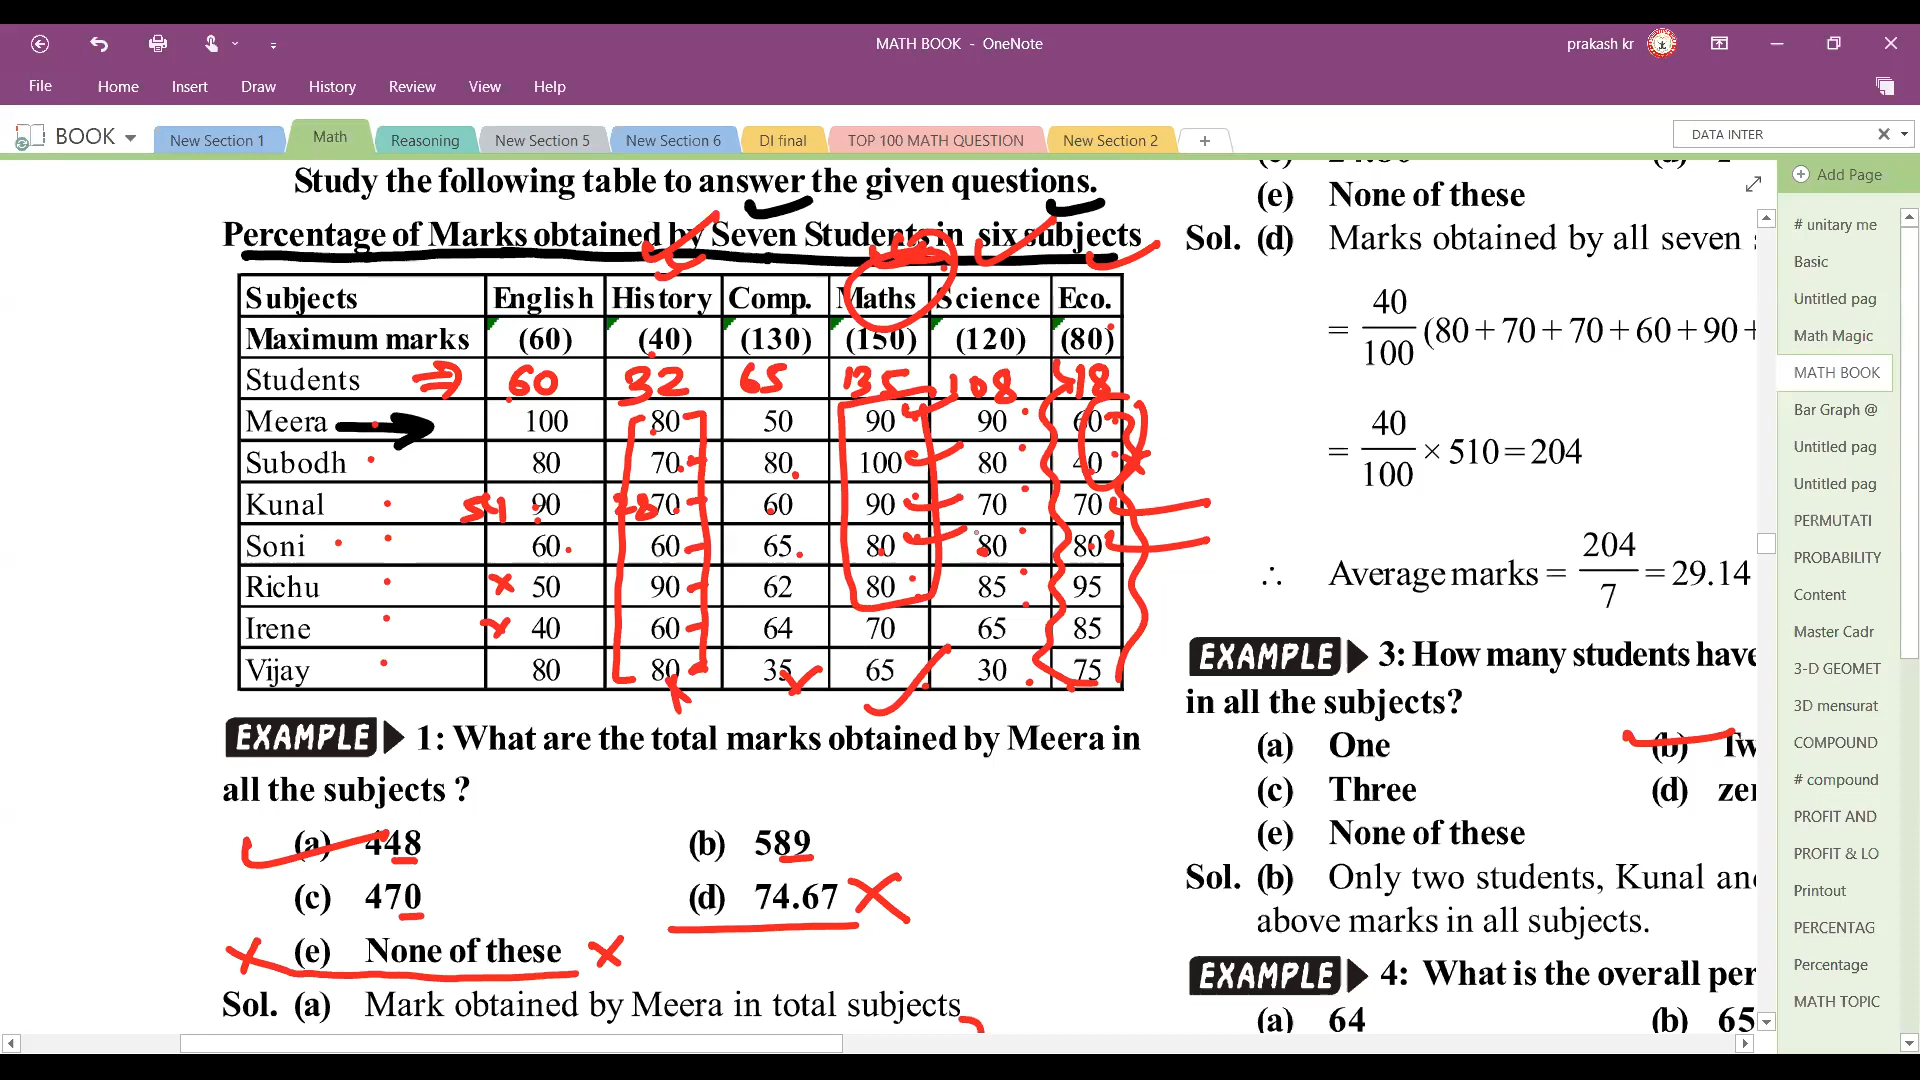 MATH BOOK - OneNote
prakash kr
File Home Insert Draw History Review View Help
BOOK New Section 1 Math Reasoning New Section 5 New Section 6 DI final TOP 100 MATH QUESTION New Section 2 +
DATA INTER
Study the following table to answer the given questions.
Percentage of Marks obtained by Seven Students in six subjects
Subjects English History Comp. Maths Science Eco.
Maximum marks (60) (40) (130) (150) (120) (80)
Students 60 32 65 135 108 48
Meera 100 80 50 90 90 60
Subodh 80 70 80 100 80 40
Kunal 54 90 28 70 60 90 70 70
Soni 60 60 65 80 80 80
Richu 50 90 62 80 85 95
Irene 40 60 64 70 65 85
Vijay 80 80 35 65 30 75
EXAMPLE 1: What are the total marks obtained by Meera in
all the subjects ?
(a) 448 (b) 589
(c) 470 (d) 74.67
(e) None of these
Sol. (a) Mark obtained by Meera in total subjects
(e) None of these
Sol. (d) Marks obtained by all seven
= 40/100 (80 + 70 + 70 + 60 + 90 +
= 40/100 × 510 = 204
∴ Average marks = 204/7 = 29.14
EXAMPLE 3: How many students have
in all the subjects?
(a) One (b) Tw
(c) Three (d) zer
(e) None of these
Sol. (b) Only two students, Kunal and
above marks in all subjects.
EXAMPLE 4: What is the overall per
(a) 64 (b) 65
Add Page
# unitary me
Basic
Untitled pag
Math Magic
MATH BOOK
Bar Graph @
Untitled pag
Untitled pag
PERMUTATI
PROBABILITY
Content
Master Cadr
3-D GEOMET
3D mensurat
COMPOUND
# compound
PROFIT AND
PROFIT & LO
Printout
PERCENTAG
Percentage
MATH TOPIC